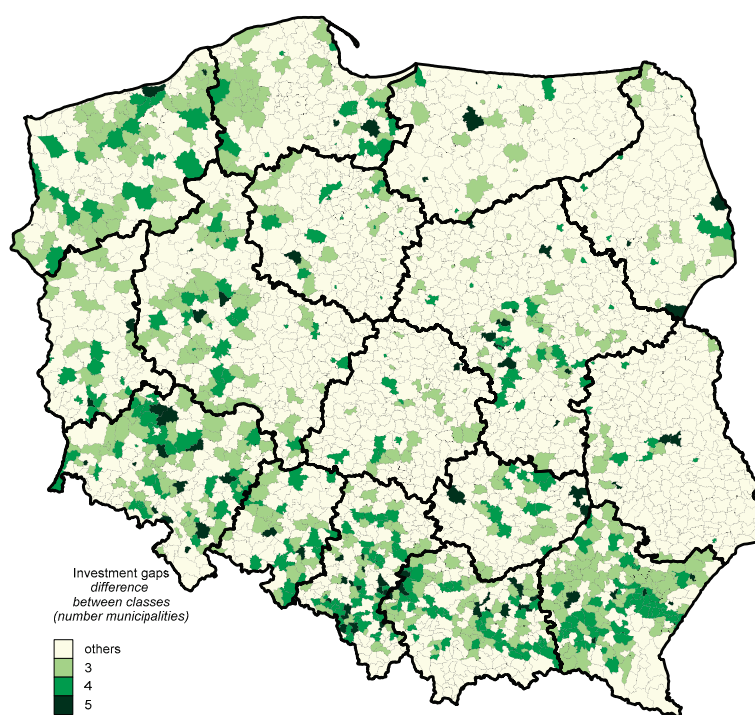 Investment gaps
difference
between classes
(number municipalities)
others
3
4
5